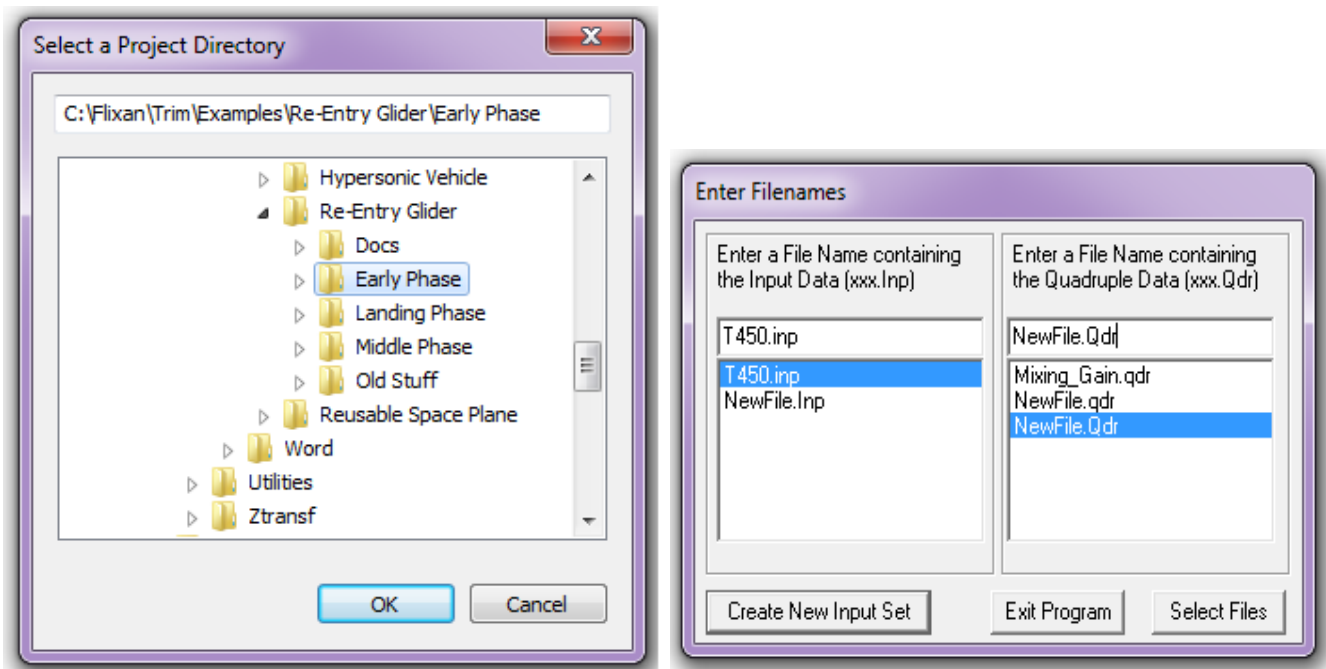 Select a Project Directory
C:\Flixan\Trim\Examples\Re-Entry Glider\Early Phase
Hypersonic Vehicle
Re-Entry Glider
Docs
Early Phase
Landing Phase
Middle Phase
Old Stuff
Reusable Space Plane
Word
Utilities
Ztransf
OK
Cancel
Enter Filenames
Enter a File Name containing
the Input Data (xxx.Inp)
T450.inp
T450.inp
NewFile.Inp
Enter a File Name containing
the Quadruple Data (xxx.Qdr)
NewFile.Qdr
Mixing_Gain.qdr
NewFile.qdr
NewFile.Qdr
Create New Input Set
Exit Program
Select Files